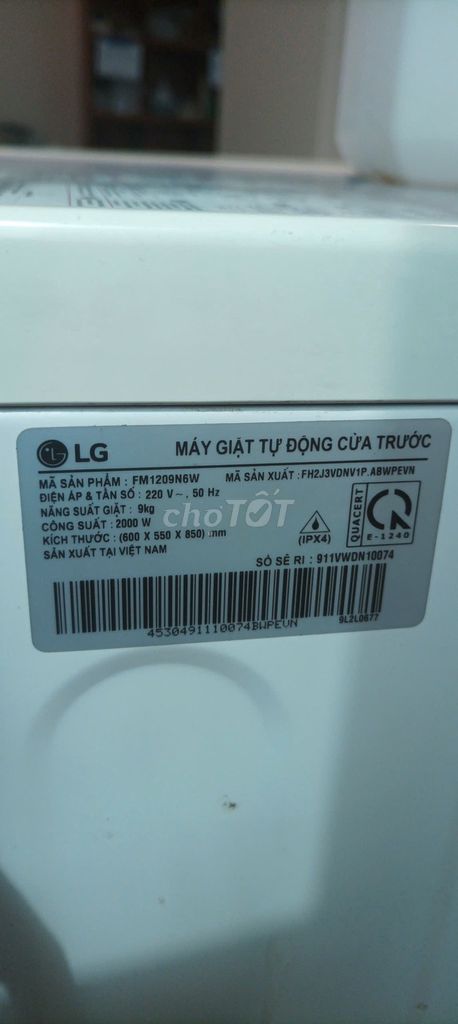 LG MÁY GIẶT TỰ ĐỘNG CỬA TRƯỚC
MÃ SẢN PHẨM : FM1209N6W MÃ SẢN XUẤT : FH2J3VDNV1P.ABWPEVN
ĐIỆN ÁP & TẦN SỐ : 220 V~, 50 Hz
NĂNG SUẤT GIẶT : 9kg
CÔNG SUẤT : 2000 W
KÍCH THƯỚC : (600 X 550 X 850) mm
SẢN XUẤT TẠI VIỆT NAM
chợTỐT
(IPX4)
QUACERT
E-1240
SỐ SÊ RI : 911VWDN10074
4530491110074BWPEVN
9L2L0677